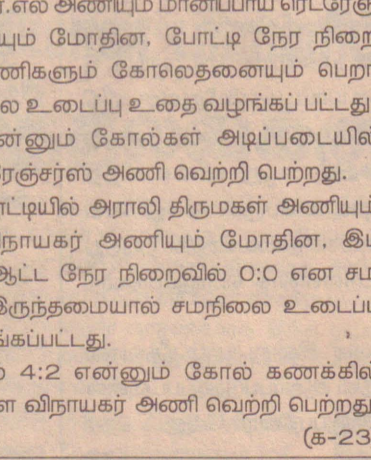 ர்.எல் அணியும் மானிப்பாய் ரெட்ரேஞ்
யும் மோதின, போட்டி நேர நிறை
ணிகளும் கோலெதனையும் பெறா
ல உடைப்பு உதை வழங்கப் பட்டது
ன்னும் கோல்கள் அடிப்படையில்
ரேஞ்சர்ஸ் அணி வெற்றி பெற்றது.
ாட்டியில் அராலி திருமகள் அணியும்
ிநாயகர் அணியும் மோதின, இப்
ஆட்ட நேர நிறைவில் 0:0 என சம
இருந்தமையால் சமநிலை உடைப்பு
ங்கப்பட்டது.
ம் 4:2 என்னும் கோல் கணக்கில்
ள விநாயகர் அணி வெற்றி பெற்றது
(க-23